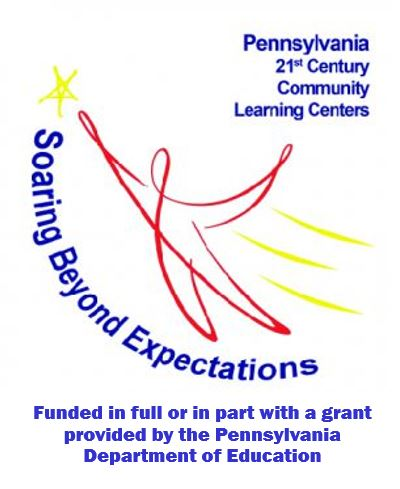 Pennsylvania
21st Century
Community
Learning Centers
Soaring Beyond Expectations
Funded in full or in part with a grant
provided by the Pennsylvania
Department of Education